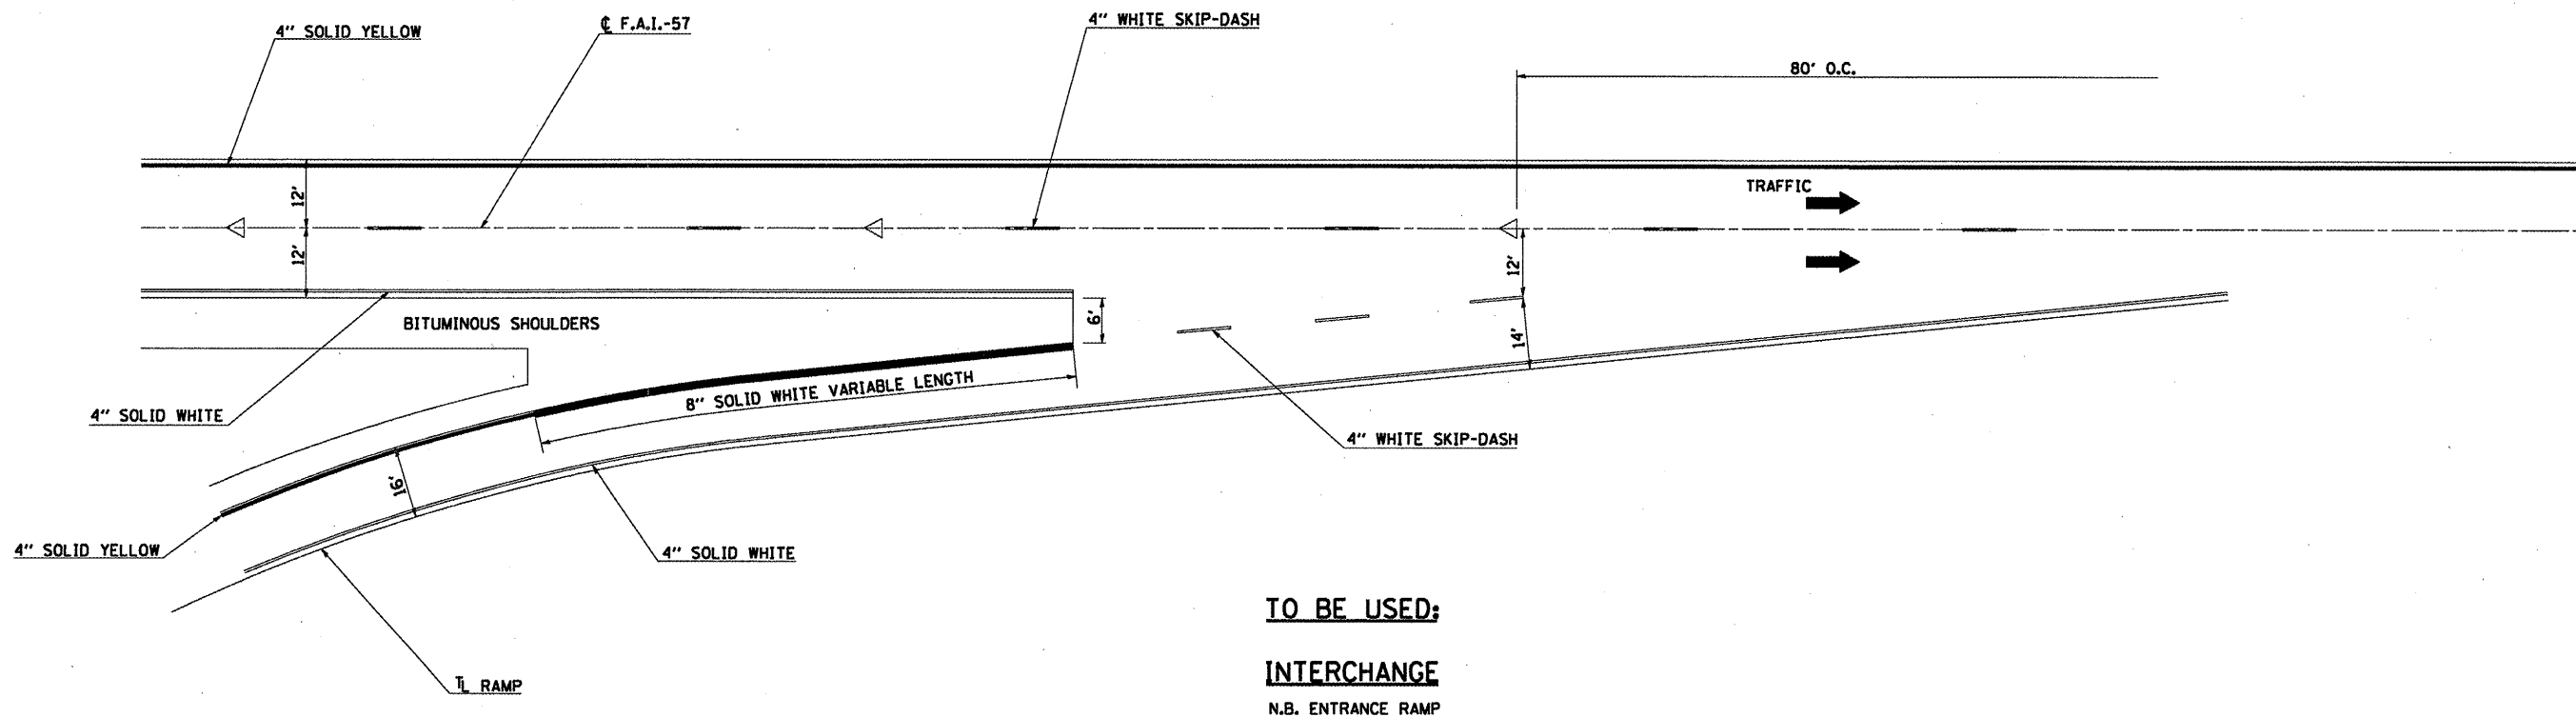 4" SOLID YELLOW
℄ F.A.I.-57
4" WHITE SKIP-DASH
80' O.C.
TRAFFIC
12'
12'
12'
6'
14'
BITUMINOUS SHOULDERS
8" SOLID WHITE VARIABLE LENGTH
4" SOLID WHITE
4" WHITE SKIP-DASH
16'
4" SOLID YELLOW
4" SOLID WHITE
TL RAMP
TO BE USED:
INTERCHANGE
N.B. ENTRANCE RAMP